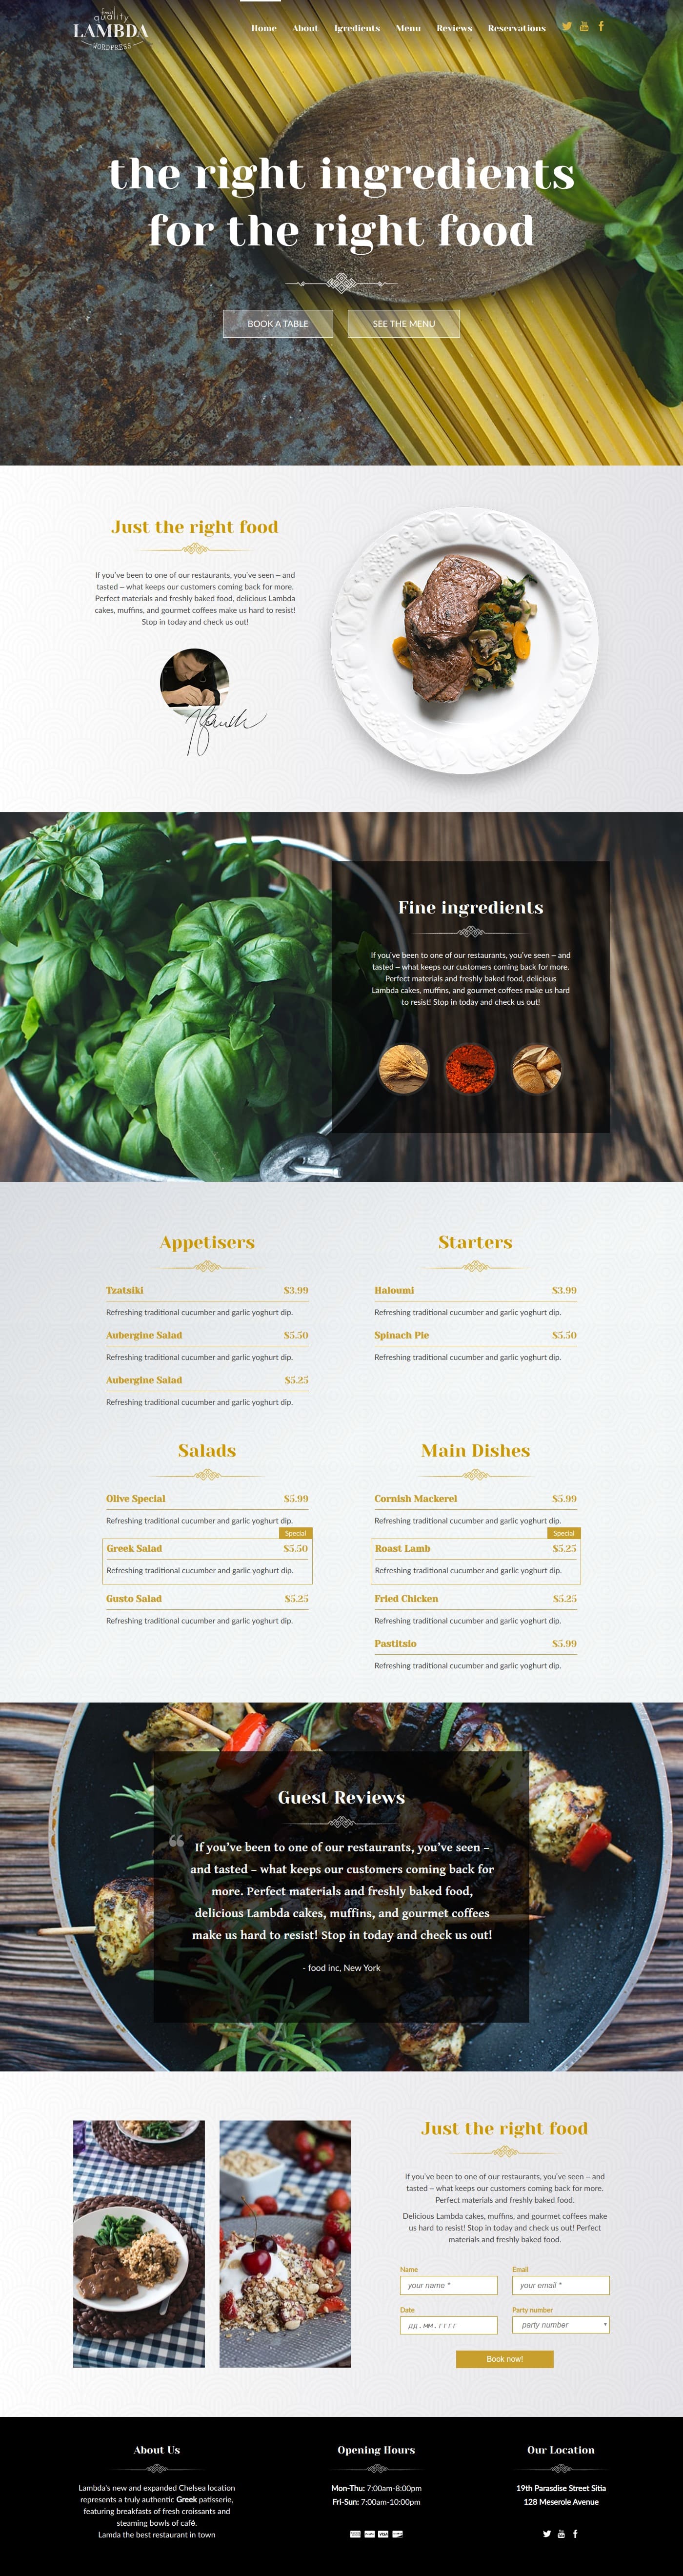 finest
quality
LAMBDA
WORDPRESS
Home About Igredients Menu Reviews Reservations
the right ingredients
for the right food
BOOK A TABLE SEE THE MENU
Just the right food
If you've been to one of our restaurants, you've seen – and
tasted – what keeps our customers coming back for more.
Perfect materials and freshly baked food, delicious Lambda
cakes, muffins, and gourmet coffees make us hard to resist!
Stop in today and check us out!
Fine ingredients
If you've been to one of our restaurants, you've seen – and
tasted – what keeps our customers coming back for more.
Perfect materials and freshly baked food, delicious
Lambda cakes, muffins, and gourmet coffees make us hard
to resist! Stop in today and check us out!
Appetisers
Tzatsiki $3.99
Refreshing traditional cucumber and garlic yoghurt dip.
Aubergine Salad $5.50
Refreshing traditional cucumber and garlic yoghurt dip.
Aubergine Salad $5.25
Refreshing traditional cucumber and garlic yoghurt dip.
Starters
Haloumi $3.99
Refreshing traditional cucumber and garlic yoghurt dip.
Spinach Pie $5.50
Refreshing traditional cucumber and garlic yoghurt dip.
Salads
Olive Special $5.99
Refreshing traditional cucumber and garlic yoghurt dip.
Special
Greek Salad $5.50
Refreshing traditional cucumber and garlic yoghurt dip.
Gusto Salad $5.25
Refreshing traditional cucumber and garlic yoghurt dip.
Main Dishes
Cornish Mackerel $5.99
Refreshing traditional cucumber and garlic yoghurt dip.
Special
Roast Lamb $5.25
Refreshing traditional cucumber and garlic yoghurt dip.
Fried Chicken $5.25
Refreshing traditional cucumber and garlic yoghurt dip.
Pastitsio $5.99
Refreshing traditional cucumber and garlic yoghurt dip.
Guest Reviews
“ If you've been to one of our restaurants, you've seen –
and tasted – what keeps our customers coming back for
more. Perfect materials and freshly baked food,
delicious Lambda cakes, muffins, and gourmet coffees
make us hard to resist! Stop in today and check us out!
- food inc, New York
Just the right food
If you've been to one of our restaurants, you've seen – and
tasted – what keeps our customers coming back for more.
Perfect materials and freshly baked food.
Delicious Lambda cakes, muffins, and gourmet coffees make
us hard to resist! Stop in today and check us out! Perfect
materials and freshly baked food.
Name Email
your name * your email *
Date Party number
дд.мм.гггг party number
Book now!
About Us
Lambda's new and expanded Chelsea location
represents a truly authentic Greek patisserie,
featuring breakfasts of fresh croissants and
steaming bowls of café.
Lamda the best restaurant in town
Opening Hours
Mon-Thu: 7:00am-8:00pm
Fri-Sun: 7:00am-10:00pm
Our Location
19th Parasdise Street Sitia
128 Meserole Avenue